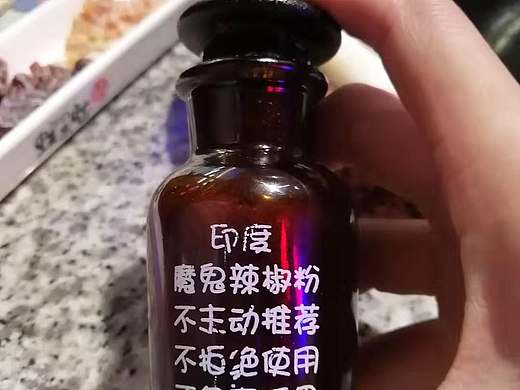 印度
魔鬼辣椒粉
不主动推荐
不拒绝使用